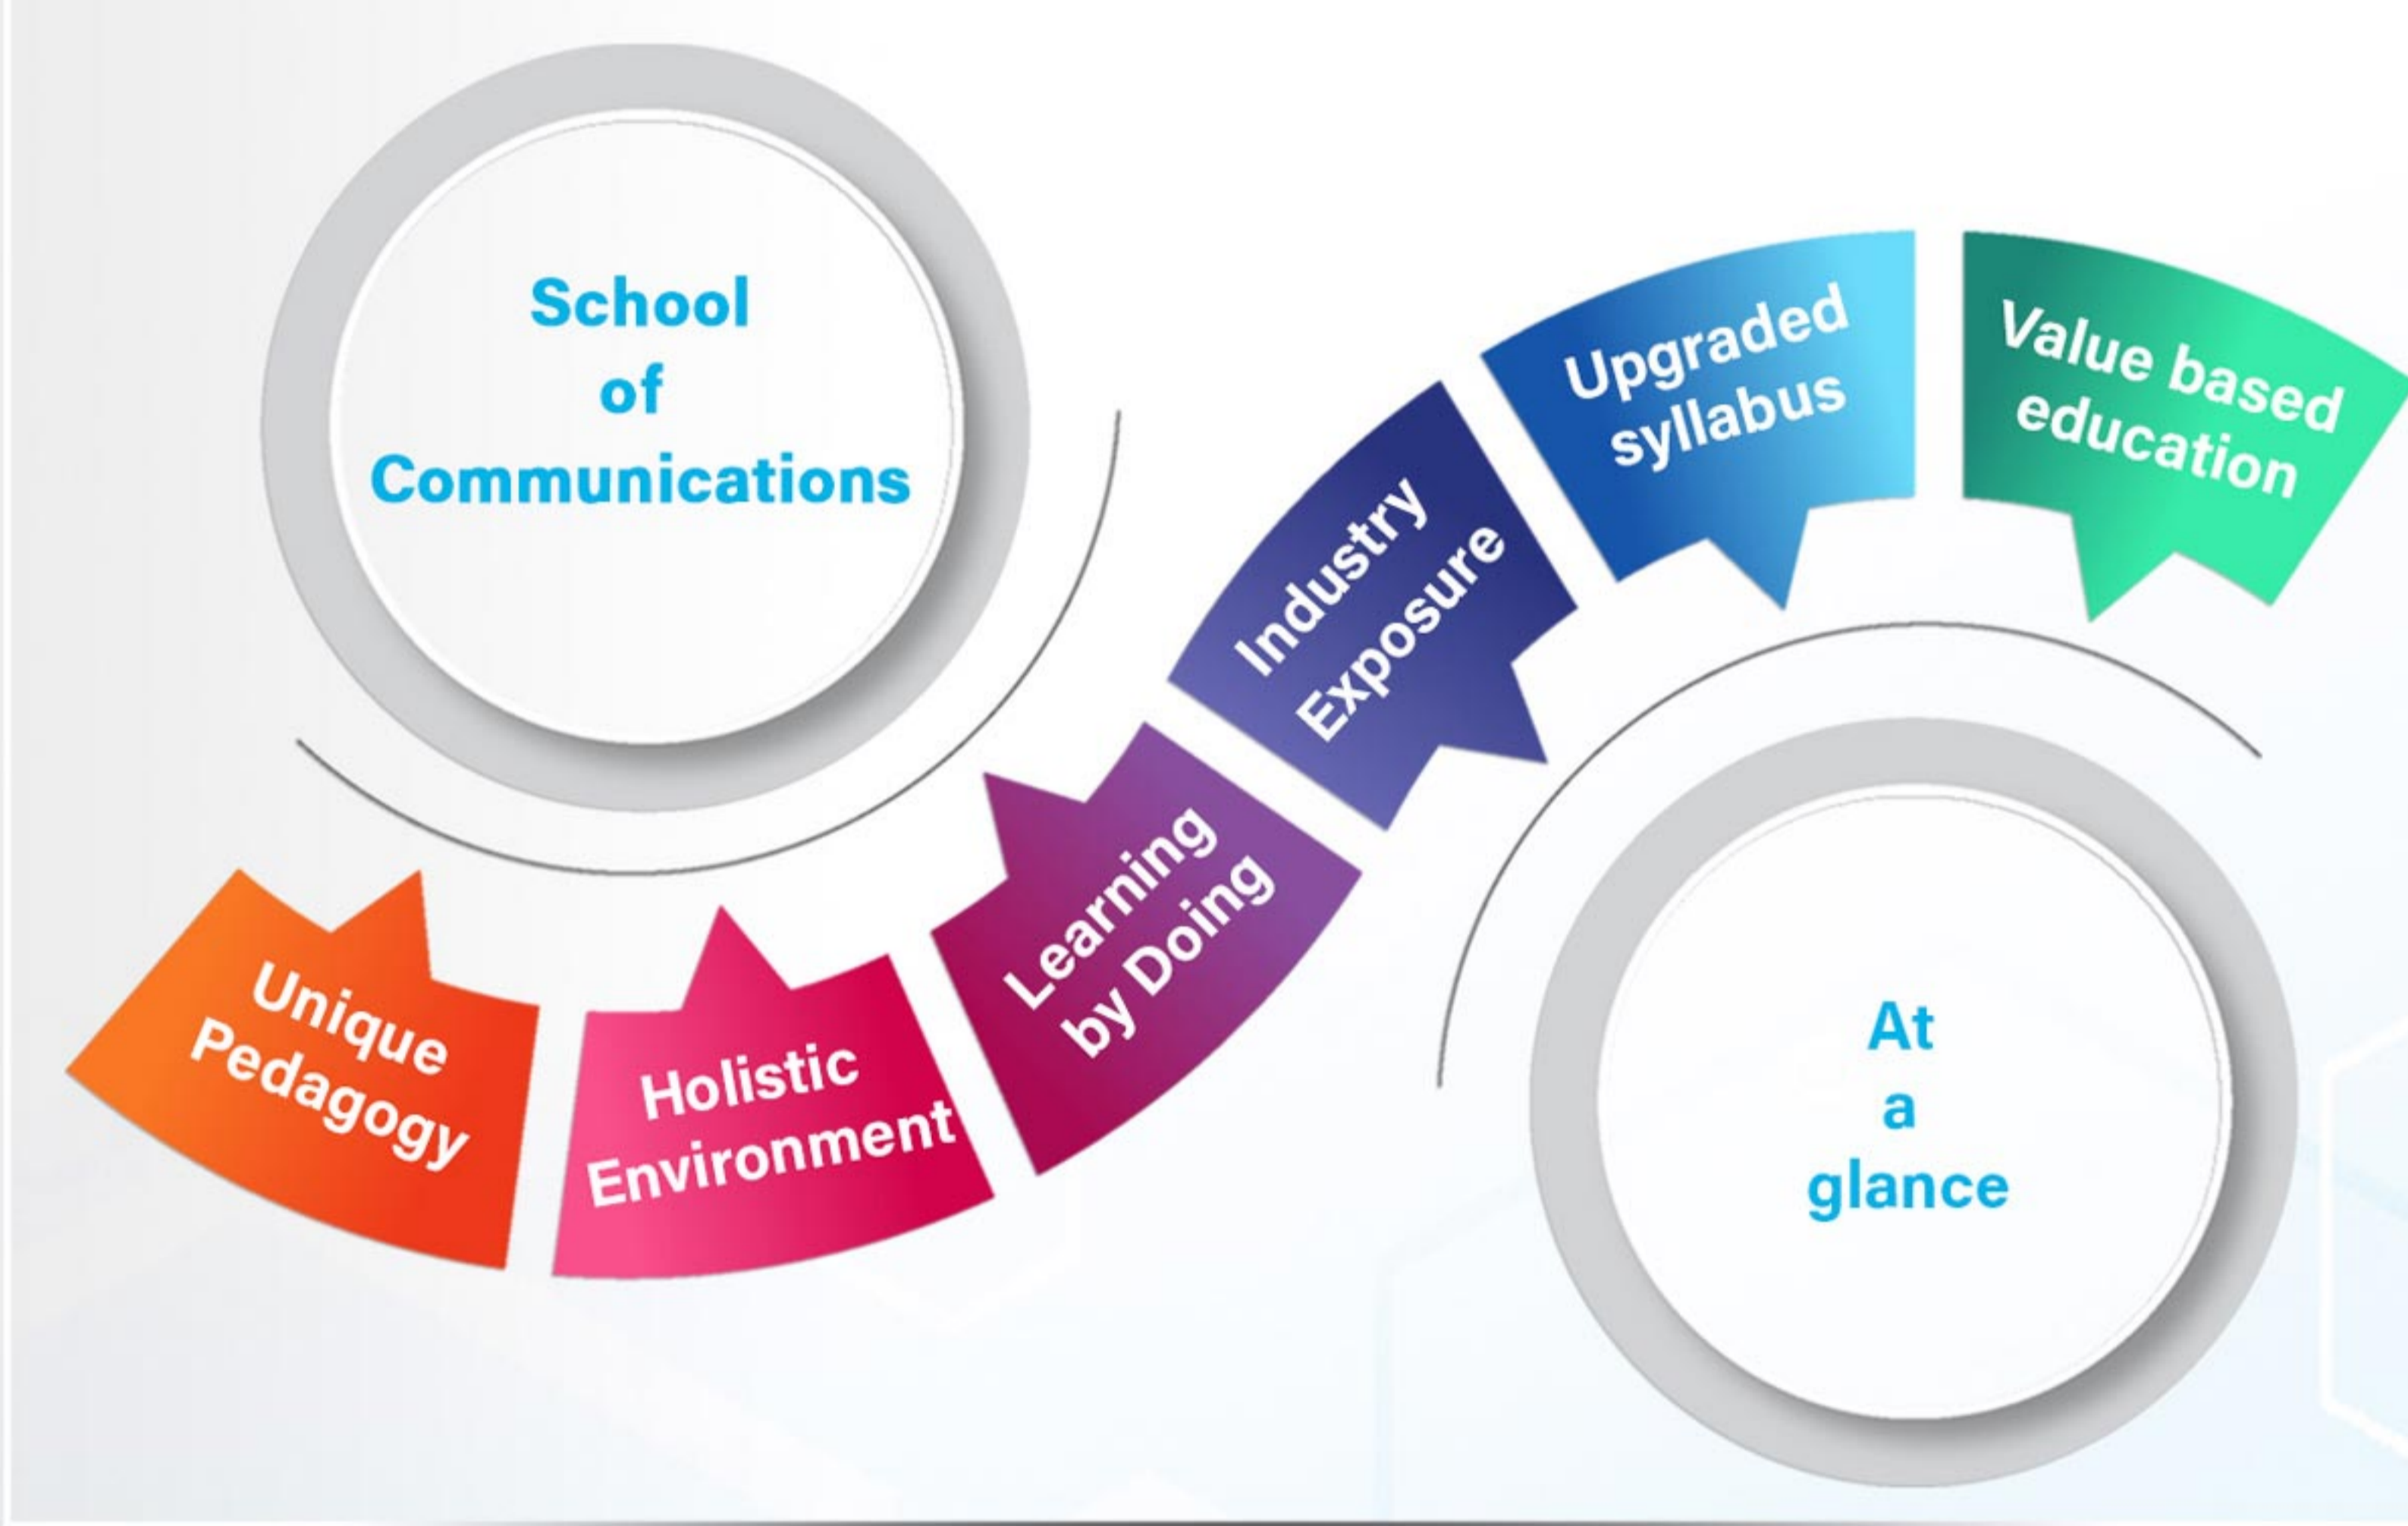 School
of
Communications
Unique
Pedagogy
Holistic
Environment
Learning
by Doing
Industry
Exposure
Upgraded
syllabus
Value based
education
At
a
glance